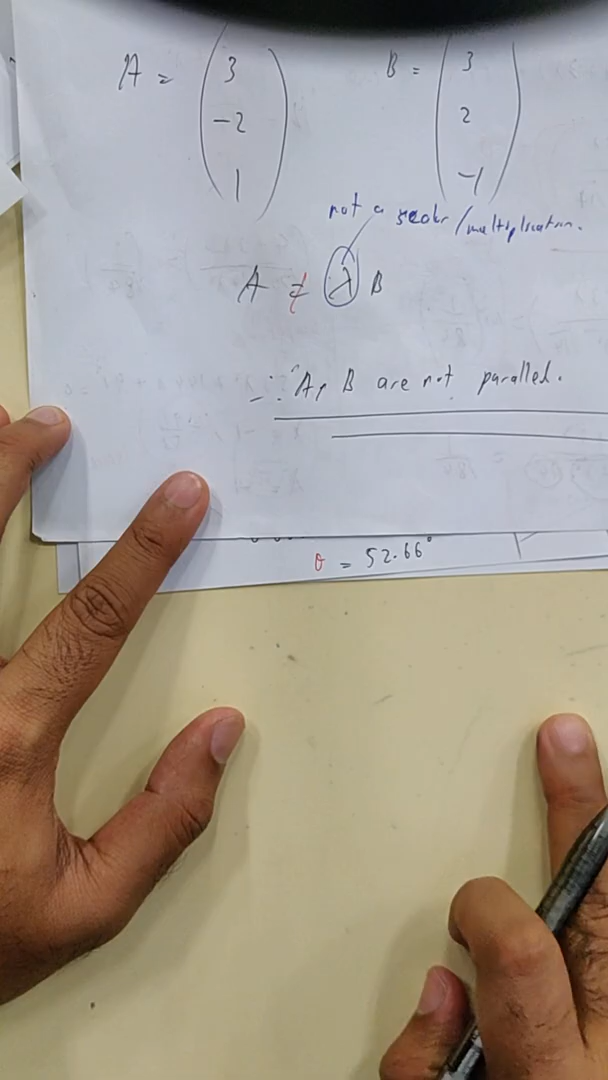 A = ( 3 -2 1 ) B = ( 3 2 -1 )
not a scalar/multiplication.
A ≠ λ B
∴ A, B are not parallel.
θ = 52.66°